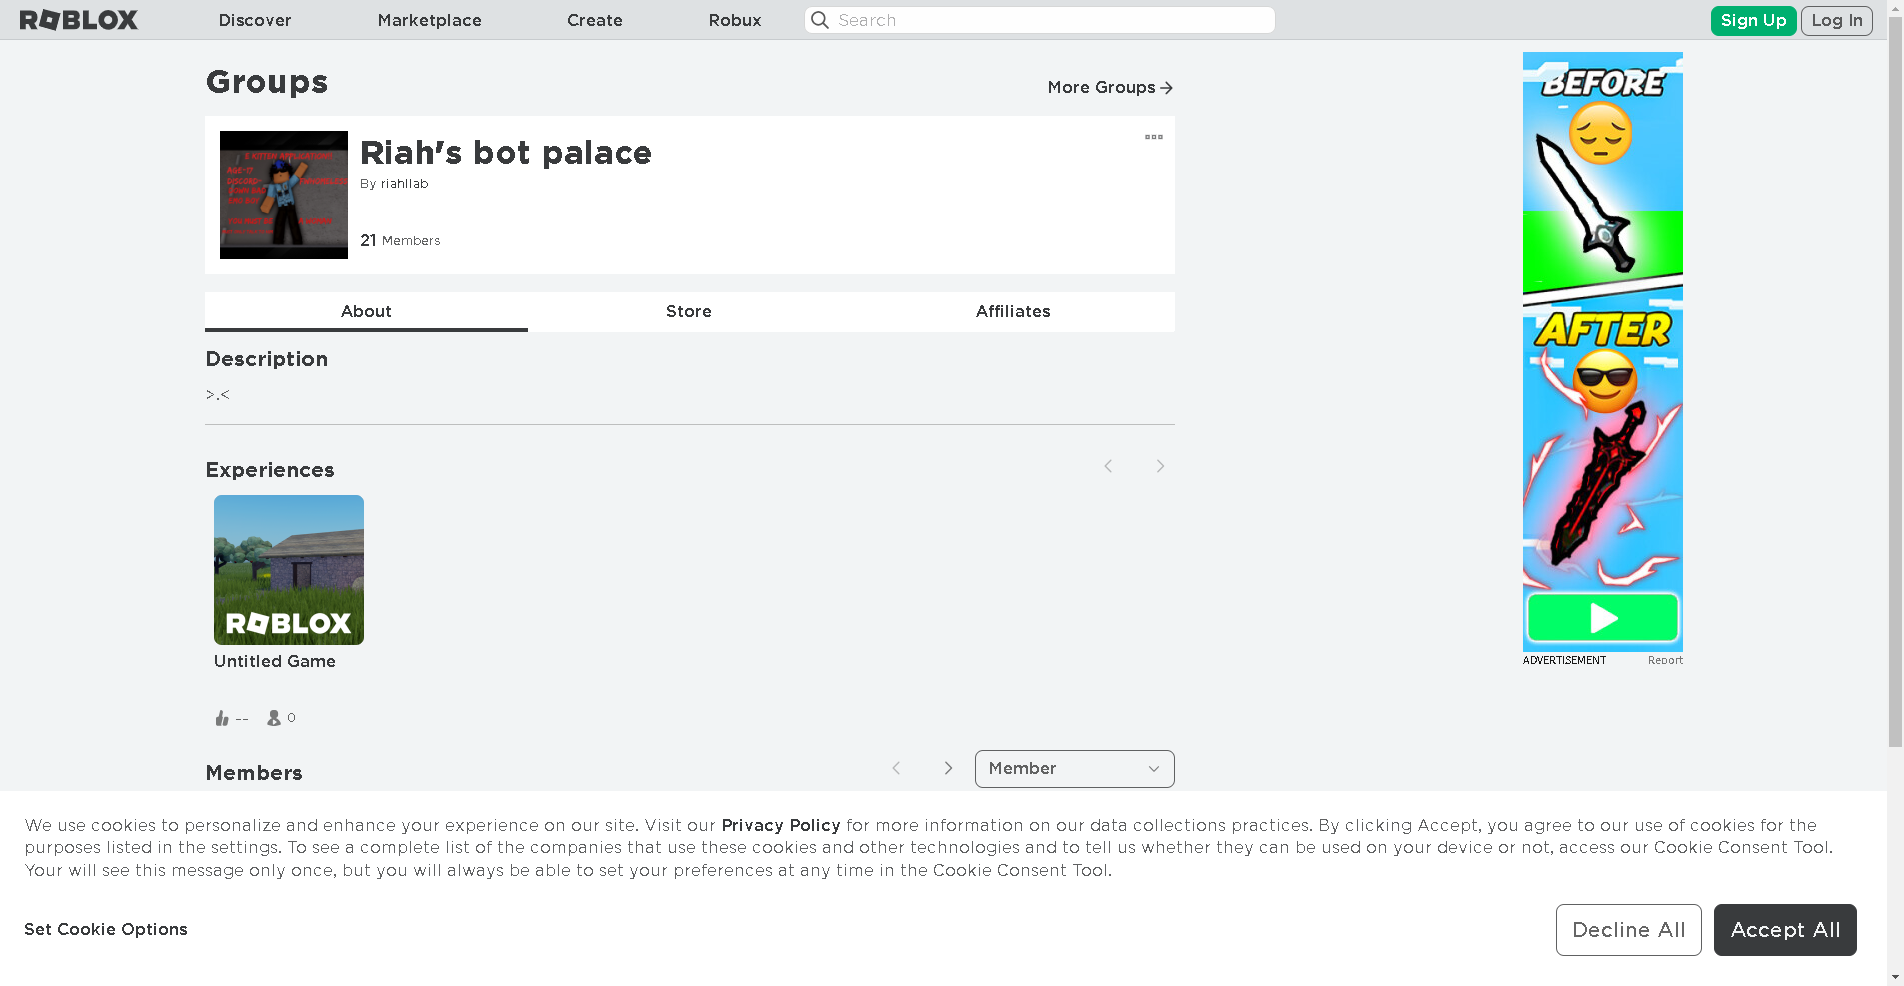 ROBLOX
Discover
Marketplace
Create
Robux
Search
Sign Up
Log In
Groups
More Groups
Riah's bot palace
By riahllab
21 Members
About
Store
Affiliates
Description
>.<
Experiences
ROBLOX
Untitled Game
--
0
Members
Member
BEFORE
AFTER
ADVERTISEMENT
Report
We use cookies to personalize and enhance your experience on our site. Visit our Privacy Policy for more information on our data collections practices. By clicking Accept, you agree to our use of cookies for the
purposes listed in the settings. To see a complete list of the companies that use these cookies and other technologies and to tell us whether they can be used on your device or not, access our Cookie Consent Tool.
Your will see this message only once, but you will always be able to set your preferences at any time in the Cookie Consent Tool.
Set Cookie Options
Decline All
Accept All